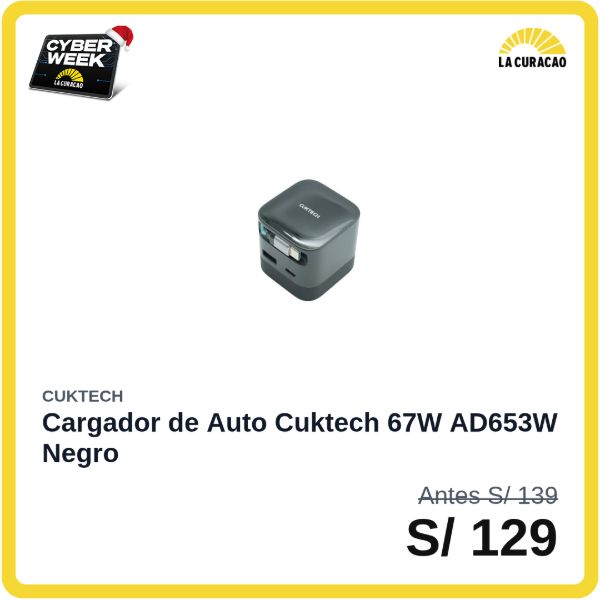 CYBER
WEEK
LA CURACAO
LA CURACAO
CUKTECH
CUKTECH
Cargador de Auto Cuktech 67W AD653W
Negro
Antes S/ 139
S/ 129